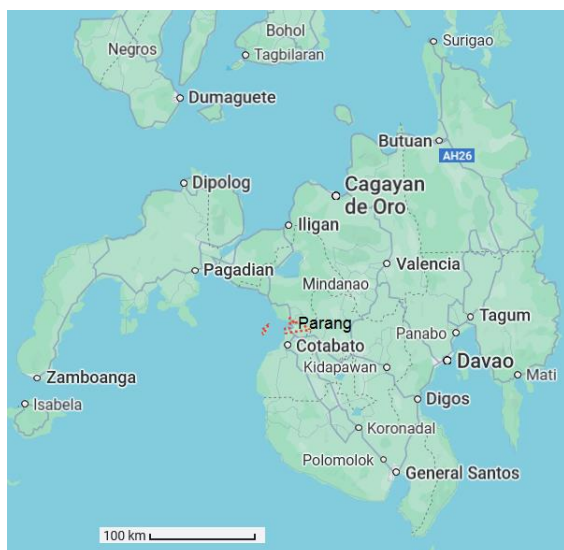 Bohol
Surigao
Negros
Tagbilaran
Dumaguete
Butuan
AH26
Dipolog
Cagayan
de Oro
Iligan
Pagadian
Valencia
Mindanao
Parang
Tagum
Panabo
Cotabato
Davao
Kidapawan
Zamboanga
Mati
Isabela
Digos
Koronadal
Polomolok
General Santos
100 km